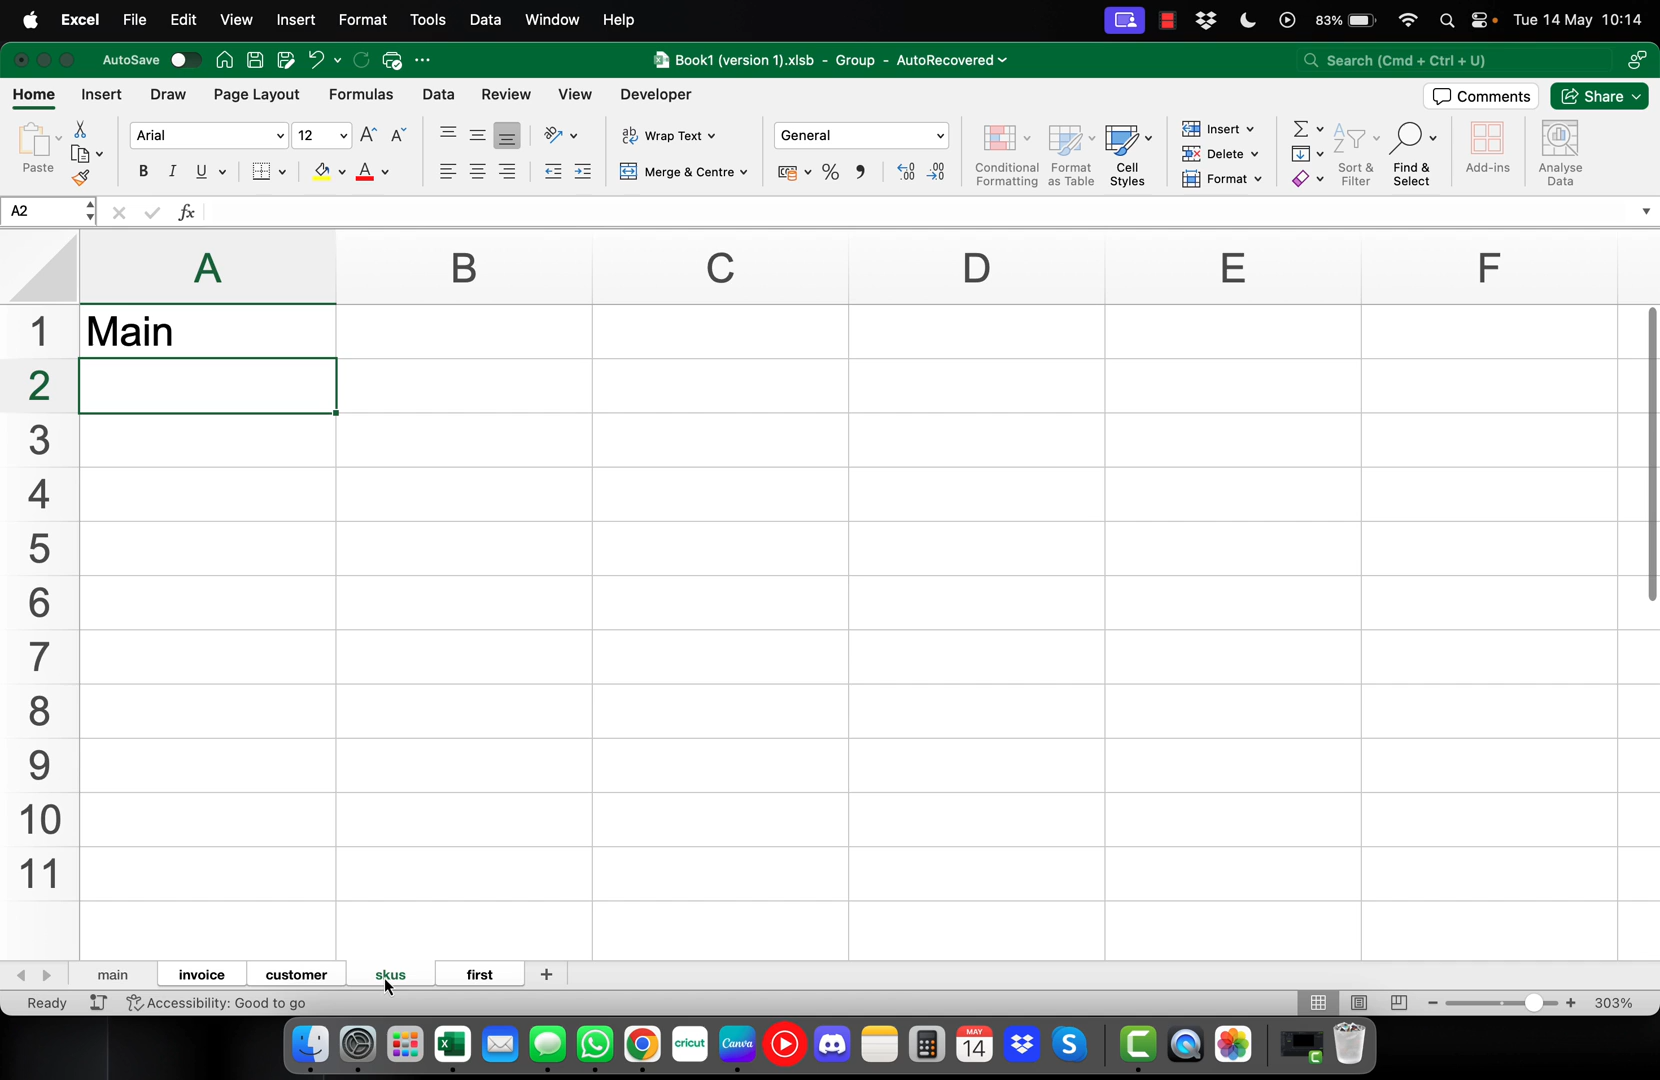 Excel File Edit View Insert Format Tools Data Window Help 83% Tue 14 May 10:14
AutoSave Book1 (version 1).xlsb - Group - AutoRecovered Search (Cmd + Ctrl + U)
Home Insert Draw Page Layout Formulas Data Review View Developer Comments Share
Paste Arial 12 Wrap Text General Conditional Formatting Format as Table Cell Styles Insert Sort & Filter Find & Select Add-ins Analyse Data
B I U Merge & Centre % Delete
Format
A2 fx
A B C D E F
1 Main
2
3
4
5
6
7
8
9
10
11
main invoice customer skus first +
Ready Accessibility: Good to go 303%
cricut Canva MAY 14